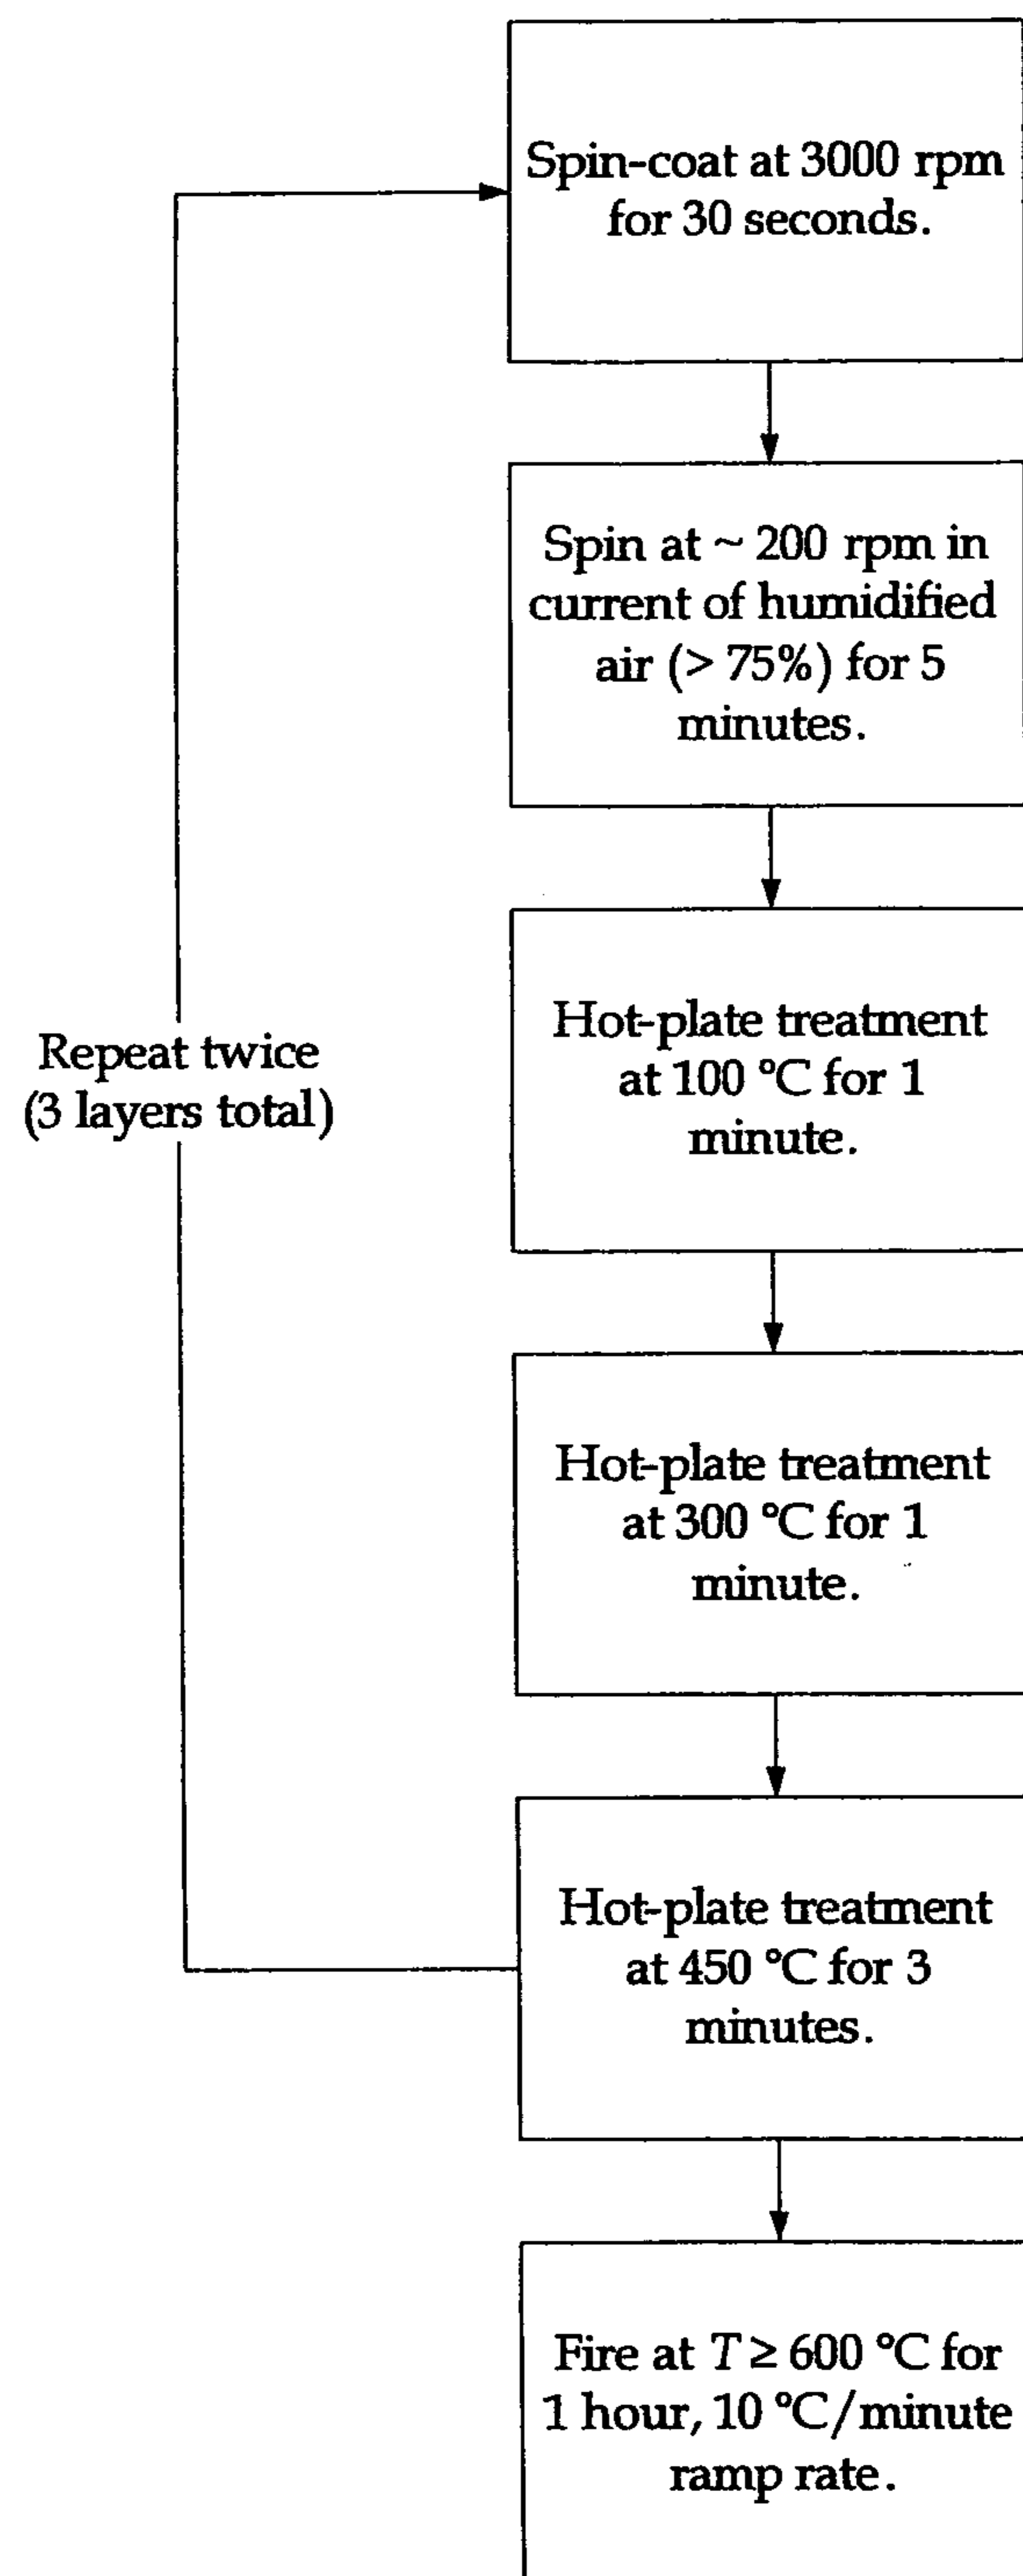 Spin-coat at 3000 rpm
for 30 seconds.
Spin at ~ 200 rpm in
current of humidified
air (> 75%) for 5
minutes.
Hot-plate treatment
at 100 °C for 1
minute.
Repeat twice
(3 layers total)
Hot-plate treatment
at 300 °C for 1
minute.
Hot-plate treatment
at 450 °C for 3
minutes.
Fire at T ≥ 600 °C for
1 hour, 10 °C/minute
ramp rate.